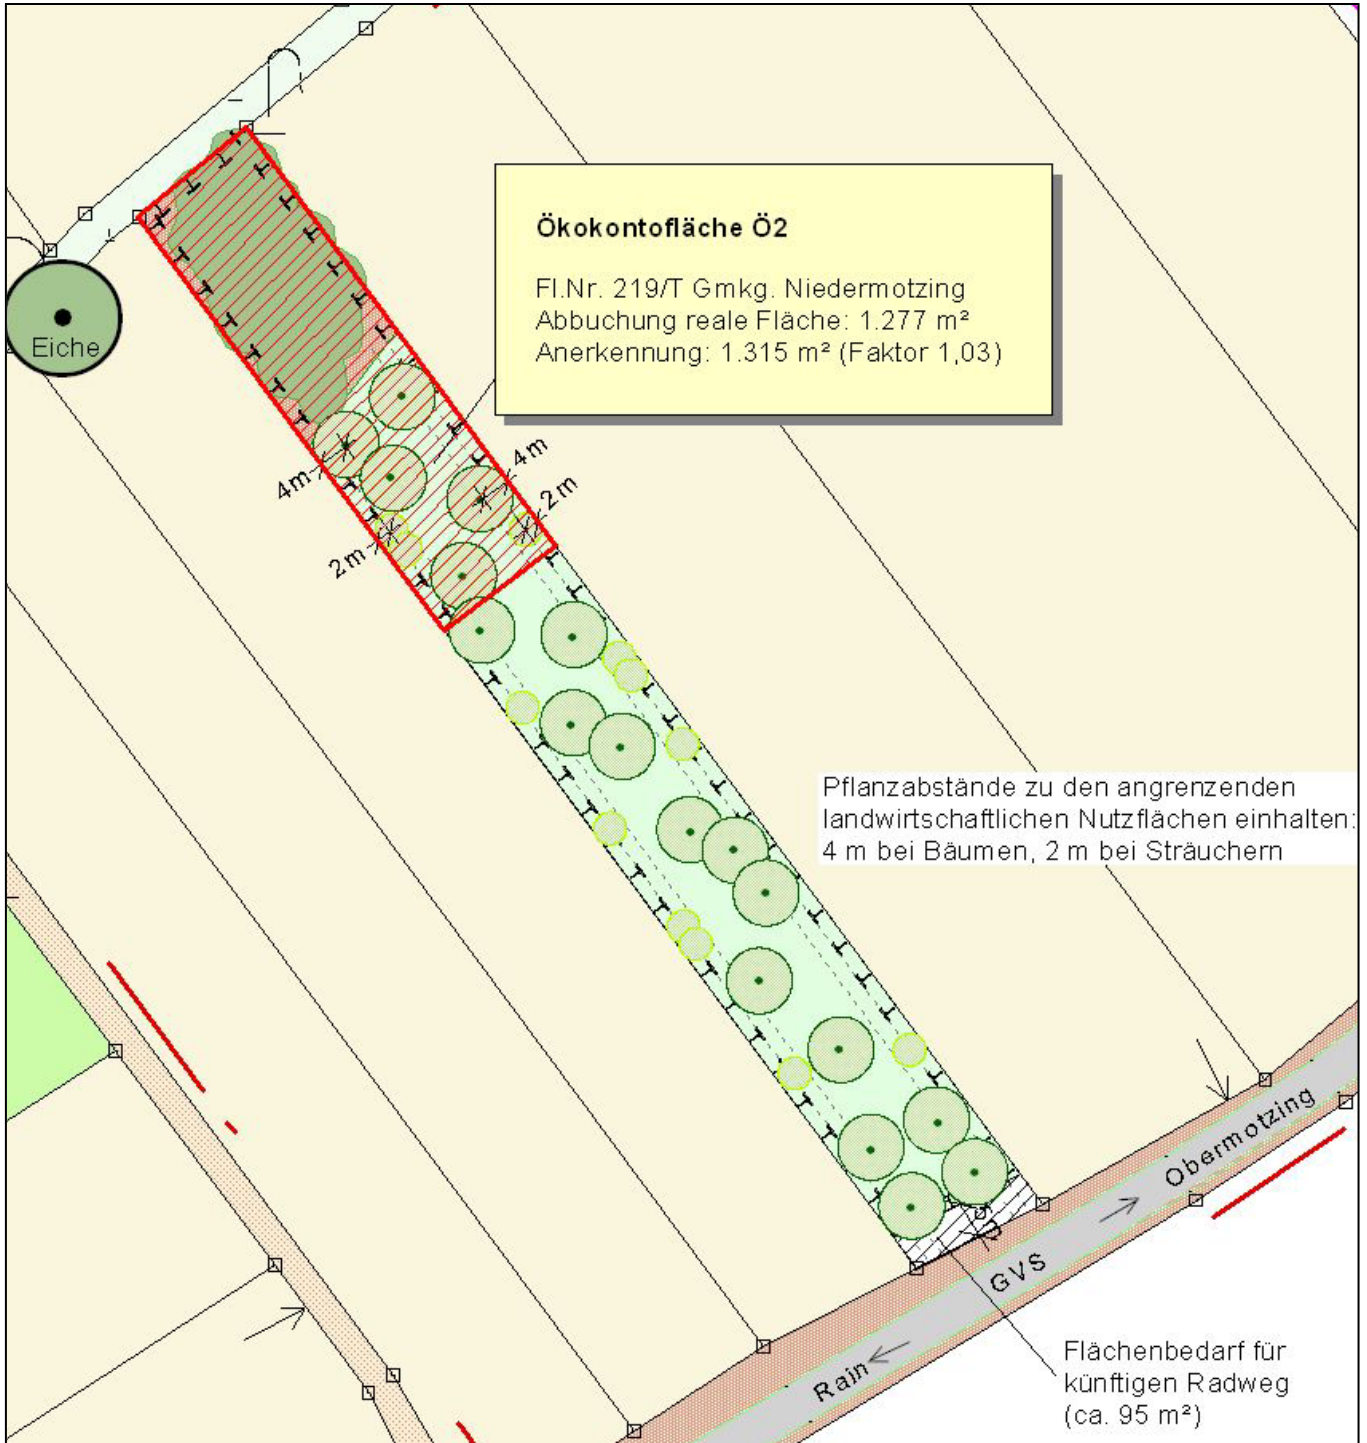 Ökokontofläche Ö2
Fl.Nr. 219/T Gmkg. Niedermotzing
Abbuchung reale Fläche: 1.277 m²
Anerkennung: 1.315 m² (Faktor 1,03)
Eiche
4m
4m
2m
2m
Pflanzabstände zu den angrenzenden
landwirtschaftlichen Nutzflächen einhalten:
4 m bei Bäumen, 2 m bei Sträuchern
Obermotzing
GVS
Rain
Flächenbedarf für
künftigen Radweg
(ca. 95 m²)